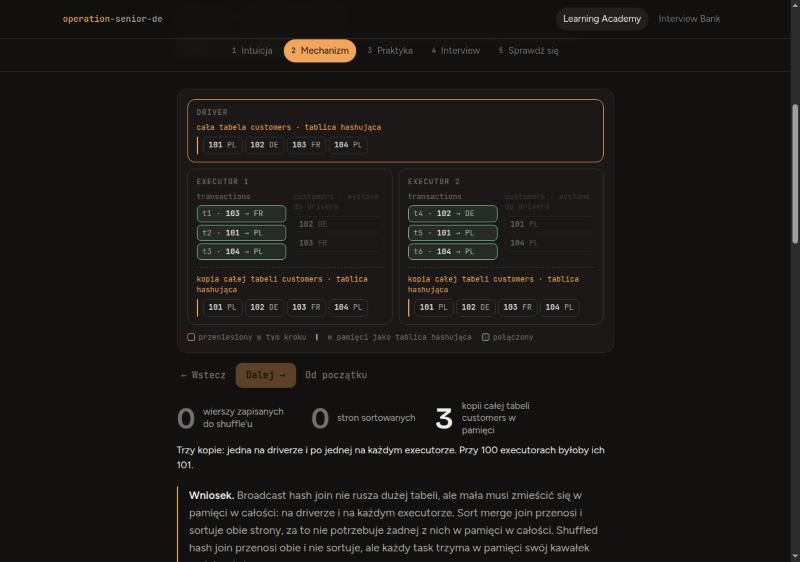 operation-senior-de
Learning Academy
Interview Bank
1 Intuicja
2 Mechanizm
3 Praktyka
4 Interview
5 Sprawdź się
DRIVER
cała tabela customers · tablica hashująca
101 PL 102 DE 103 FR 104 PL
EXECUTOR 1
transactions
t1 · 103 → FR
t2 · 101 → PL
t3 · 104 → PL
customers · wysłane
do drivera
102 DE
103 FR
kopia całej tabeli customers · tablica
hashująca
101 PL 102 DE 103 FR 104 PL
EXECUTOR 2
transactions
t4 · 102 → DE
t5 · 101 → PL
t6 · 104 → PL
customers · wysłane
do drivera
101 PL
104 PL
kopia całej tabeli customers · tablica
hashująca
101 PL 102 DE 103 FR 104 PL
przeniesiony w tym kroku
w pamięci jako tablica hashująca
połączony
← Wstecz
Dalej →
Od początku
0 wierszy zapisanych
do shuffle'u
0 stron sortowanych
3 kopii całej tabeli
customers w
pamięci
Trzy kopie: jedna na driverze i po jednej na każdym executorze. Przy 100 executorach byłoby ich
101.
Wniosek. Broadcast hash join nie rusza dużej tabeli, ale mała musi zmieścić się w
pamięci w całości: na driverze i na każdym executorze. Sort merge join przenosi i
sortuje obie strony, za to nie potrzebuje żadnej z nich w pamięci w całości. Shuffled
hash join przenosi obie i nie sortuje, ale każdy task trzyma w pamięci swój kawałek